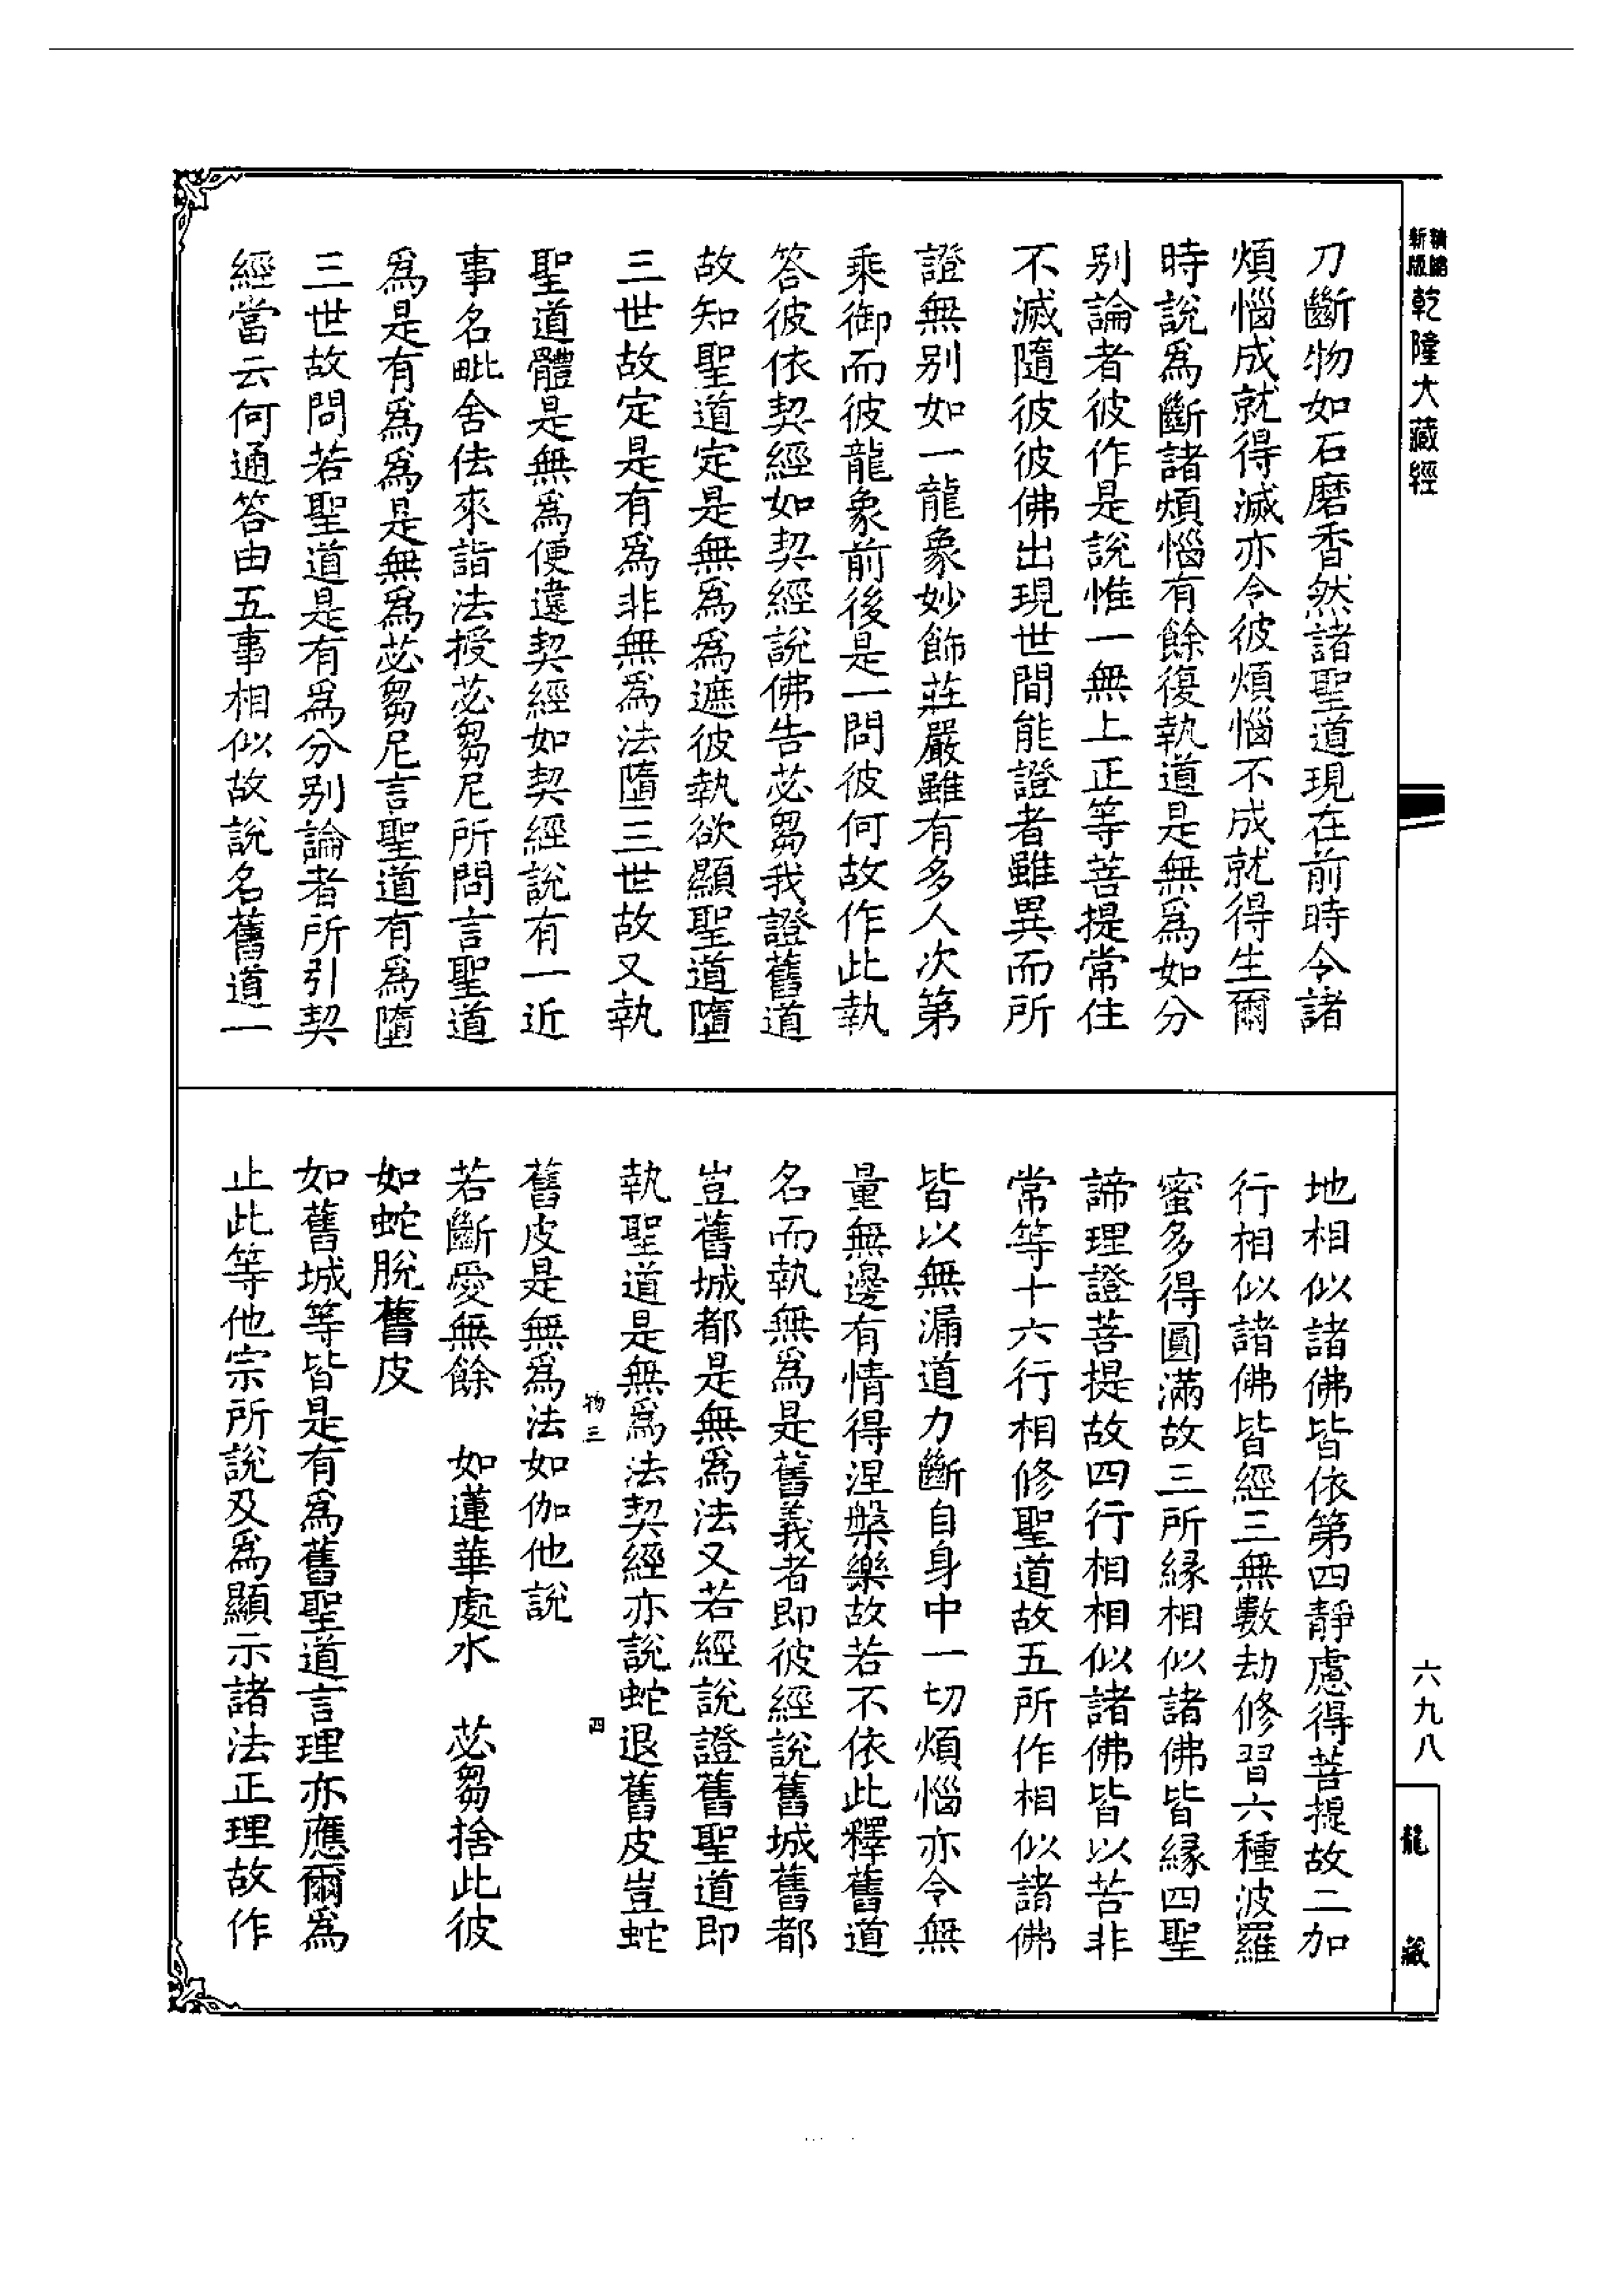 精鵰
新版
乾隆大藏經
刀斷物如石磨香然諸聖道現在前時令諸
煩惱成就得滅亦令彼煩惱不成就得生爾
時說爲斷諸煩惱有餘復執道是無爲如分
別論者彼作是說惟一無上正等菩提常住
不滅隨彼彼佛出現世間能證者雖異而所
證無別如一龍象妙飾莊嚴雖有多人次第
乘御而彼龍象前後是一問彼何故作此執
答彼依契經如契經說佛告苾芻我證舊道
故知聖道定是無爲爲遮彼執欲顯聖道墮
三世故定是有爲非無爲法墮三世故又執
聖道體是無爲便違契經如契經說有一近
事名毗舍佉來詣法授苾芻尼所問言聖道
爲是有爲爲是無爲苾芻尼言聖道有爲墮
三世故問若聖道是有爲分別論者所引契
經當云何通答由五事相似故說名舊道一
地相似諸佛皆依第四靜慮得菩提故二加
行相似諸佛皆經三無數劫修習六種波羅
蜜多得圓滿故三所緣相似諸佛皆緣四聖
諦理證菩提故四行相相似諸佛皆以苦非
常等十六行相修聖道故五所作相似諸佛
皆以無漏道力斷自身中一切煩惱亦令無
量無邊有情得涅槃樂故若不依此釋舊道
名而執無爲是舊義者即彼經說舊城舊都
豈舊城都是無爲法又若經說證舊聖道即
執聖道是無爲法契經亦說蛇退舊皮豈蛇
物三
四
舊皮是無爲法如伽他說
若斷愛無餘　如蓮華處水　苾芻捨此彼
如蛇脫舊皮
如舊城等皆是有爲舊聖道言理亦應爾爲
止此等他宗所說及爲顯示諸法正理故作
六九八
龍藏